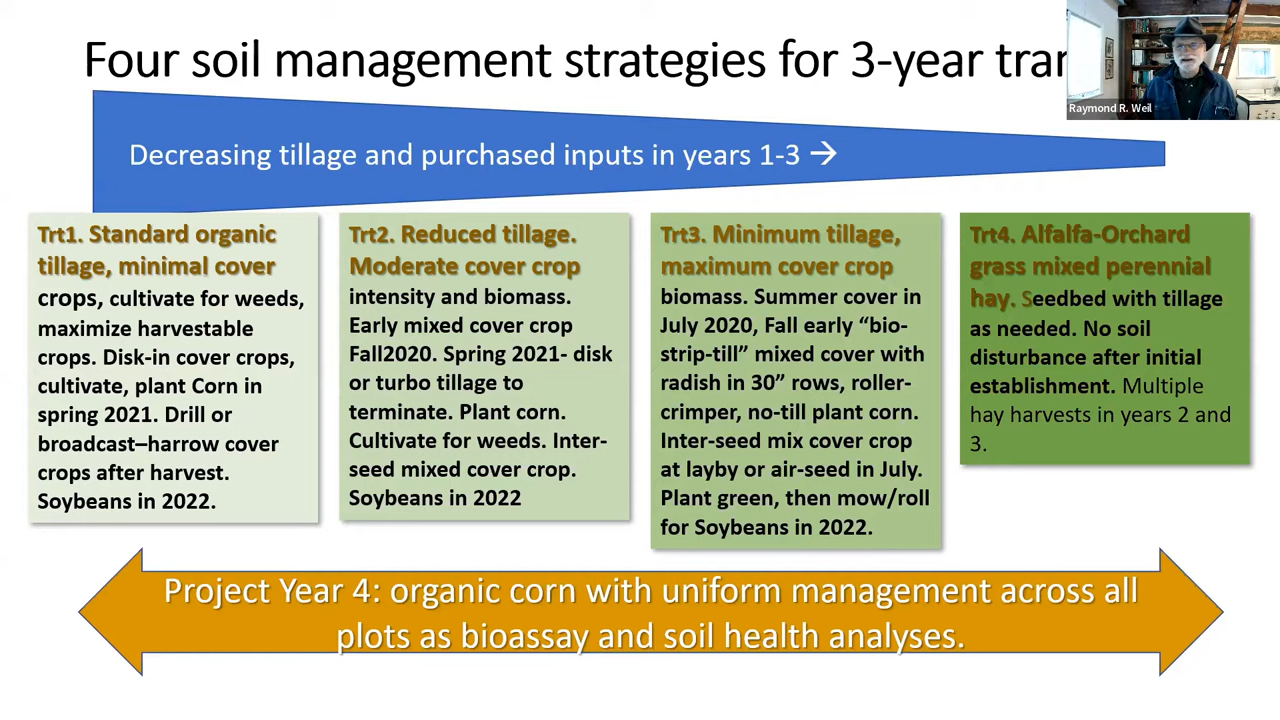 Four soil management strategies for 3-year
Raymond R. Weil
Decreasing tillage and purchased inputs in years 1-3 →
Trt1. Standard organic
tillage, minimal cover
crops, cultivate for weeds,
maximize harvestable
crops. Disk-in cover crops,
cultivate, plant Corn in
spring 2021. Drill or
broadcast–harrow cover
crops after harvest.
Soybeans in 2022.
Trt2. Reduced tillage.
Moderate cover crop
intensity and biomass.
Early mixed cover crop
Fall2020. Spring 2021- disk
or turbo tillage to
terminate. Plant corn.
Cultivate for weeds. Inter-
seed mixed cover crop.
Soybeans in 2022
Trt3. Minimum tillage,
maximum cover crop
biomass. Summer cover in
July 2020, Fall early “bio-
strip-till” mixed cover with
radish in 30” rows, roller-
crimper, no-till plant corn.
Inter-seed mix cover crop
at layby or air-seed in July.
Plant green, then mow/roll
for Soybeans in 2022.
Trt4. Alfalfa-Orchard
grass mixed perennial
hay. Seedbed with tillage
as needed. No soil
disturbance after initial
establishment. Multiple
hay harvests in years 2 and
3.
Project Year 4: organic corn with uniform management across all
plots as bioassay and soil health analyses.